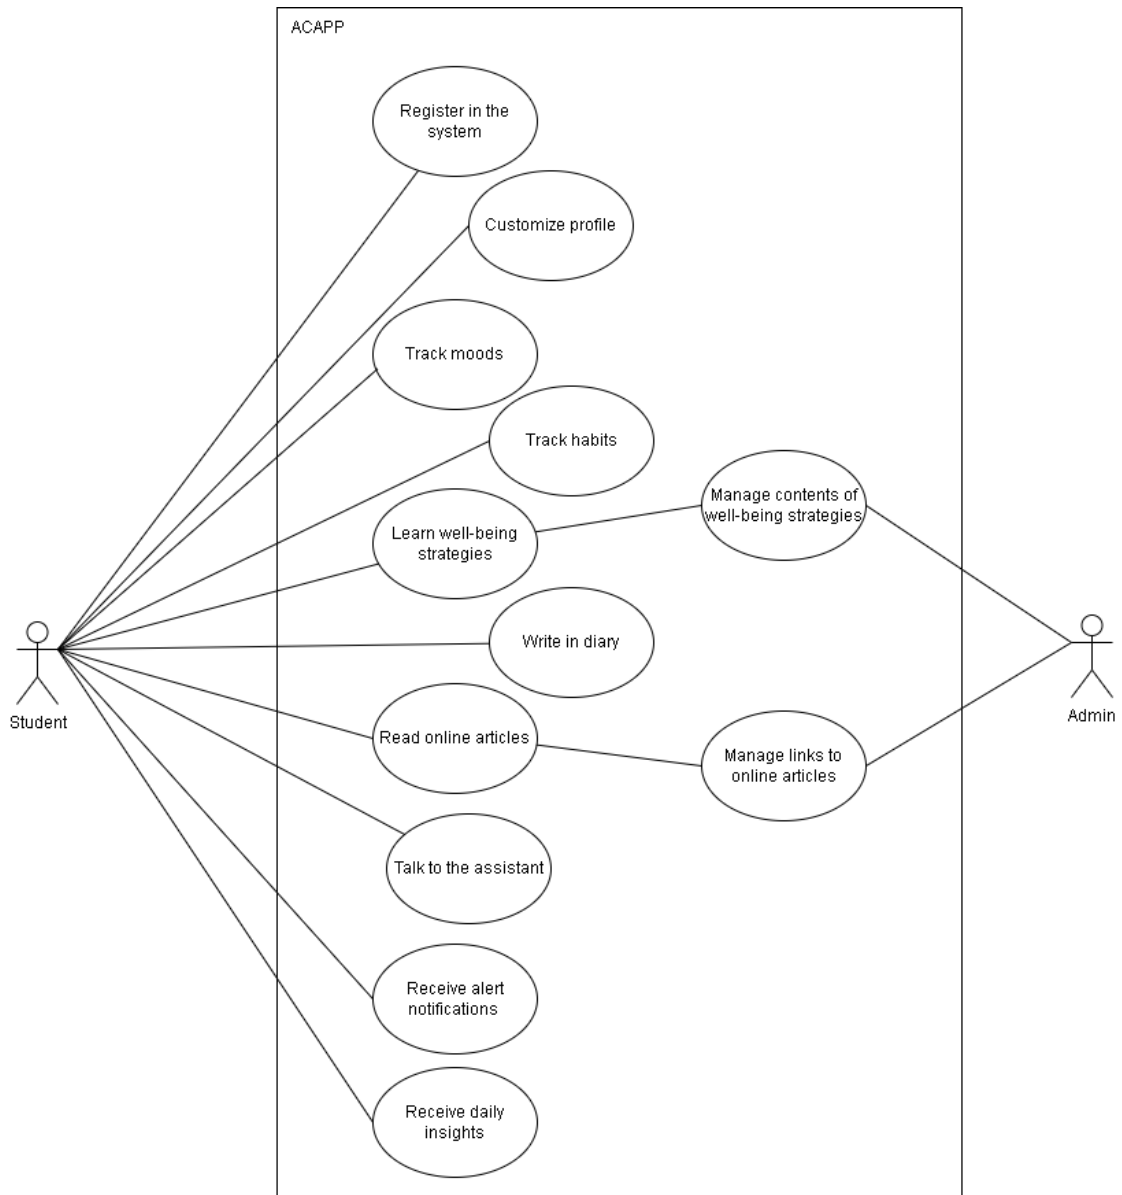 ACAPP
Register in the
system
Customize profile
Track moods
Track habits
Manage contents of
well-being strategies
Learn well-being
strategies
Write in diary
Student
Admin
Read online articles
Manage links to
online articles
Talk to the assistant
Receive alert
notifications
Receive daily
insights